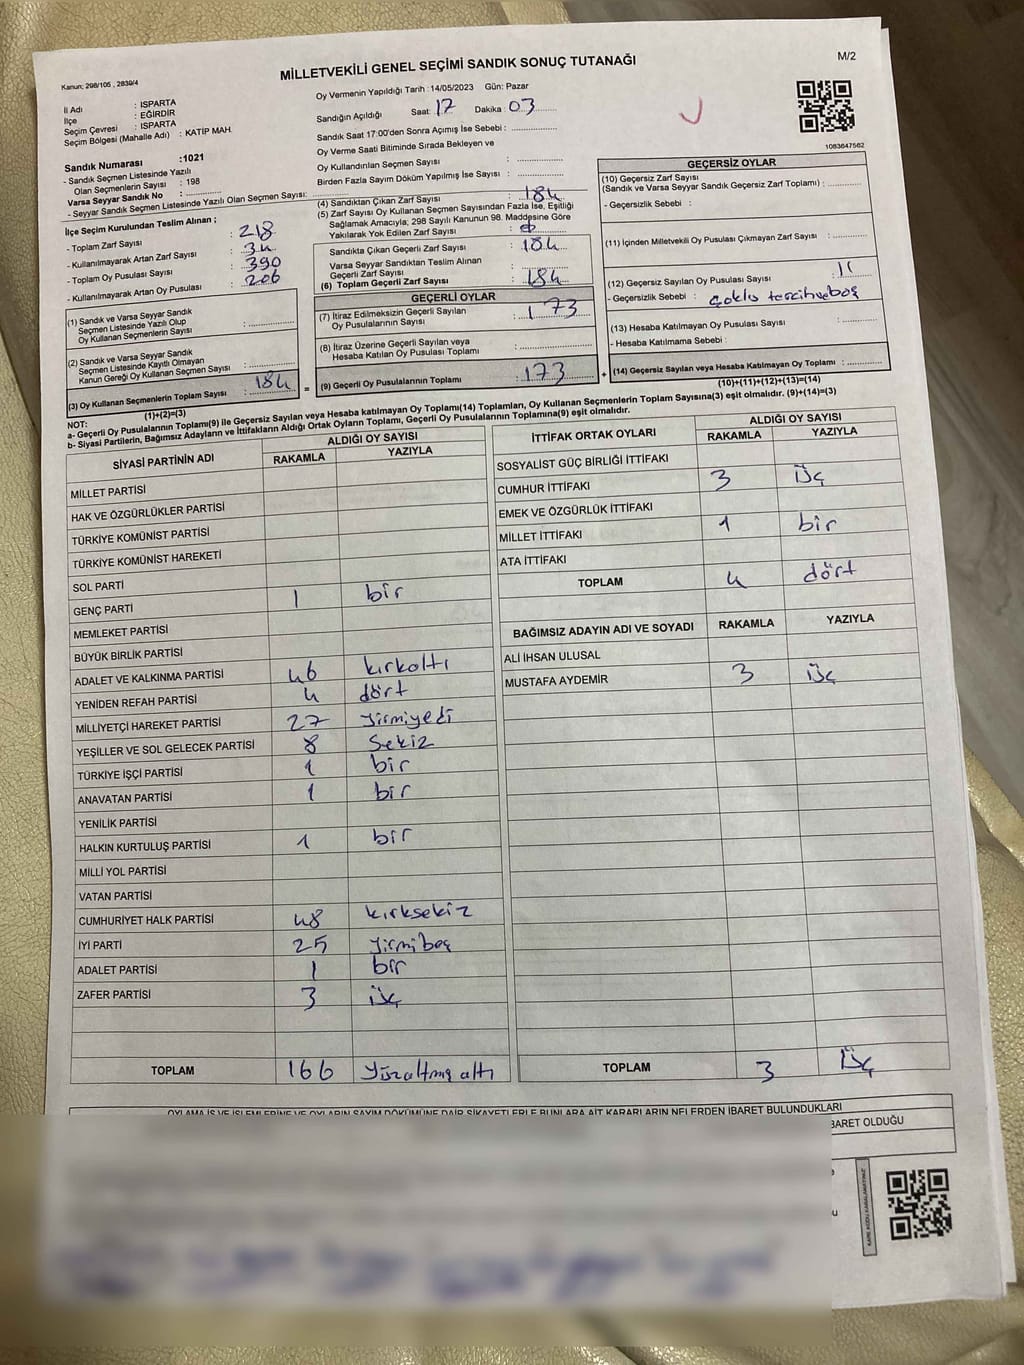 Kanun; 298/105 , 2839/4
MİLLETVEKİLİ GENEL SEÇİMİ SANDIK SONUÇ TUTANAĞI
M/2
İl Adı : ISPARTA
İlçe : EĞİRDİR
Seçim Çevresi : ISPARTA
Seçim Bölgesi (Mahalle Adı) : KATİP MAH.
Sandık Numarası :1021
- Sandık Seçmen Listesinde Yazılı
Olan Seçmenlerin Sayısı : 198
Varsa Seyyar Sandık No :
- Seyyar Sandık Seçmen Listesinde Yazılı Olan Seçmen Sayısı:
İlçe Seçim Kurulundan Teslim Alınan ;
- Toplam Zarf Sayısı : 218
- Kullanılmayarak Artan Zarf Sayısı : 34
- Toplam Oy Pusulası Sayısı : 390
- Kullanılmayarak Artan Oy Pusulası : 206
(1) Sandık ve Varsa Seyyar Sandık
Seçmen Listesinde Yazılı Olup
Oy Kullanan Seçmenlerin Sayısı :
(2) Sandık ve Varsa Seyyar Sandık
Seçmen Listesinde Kayıtlı Olmayan
Kanun Gereği Oy Kullanan Seçmen Sayısı :
(3) Oy Kullanan Seçmenlerin Toplam Sayısı : 184
(1)+(2)=(3)
Oy Vermenin Yapıldığı Tarih : 14/05/2023 Gün: Pazar
Sandığın Açıldığı Saat: 17 Dakika : 03
Sandık Saat 17:00'den Sonra Açımış İse Sebebi :
Oy Verme Saati Bitiminde Sırada Bekleyen ve
Oy Kullandırılan Seçmen Sayısı :
Birden Fazla Sayım Döküm Yapılmış İse Sayısı :
(4) Sandıktan Çıkan Zarf Sayısı : 184
(5) Zarf Sayısı Oy Kullanan Seçmen Sayısından Fazla İse, Eşitliği
Sağlamak Amacıyla; 298 Sayılı Kanunun 98. Maddesine Göre
Yakılarak Yok Edilen Zarf Sayısı :
Sandıkta Çıkan Geçerli Zarf Sayısı : 184
Varsa Seyyar Sandıktan Teslim Alınan
Geçerli Zarf Sayısı :
(6) Toplam Geçerli Zarf Sayısı : 184
GEÇERLİ OYLAR
(7) İtiraz Edilmeksizin Geçerli Sayılan
Oy Pusulalarının Sayısı : 173
(8) İtiraz Üzerine Geçerli Sayılan veya
Hesaba Katılan Oy Pusulası Toplamı :
= (9) Geçerli Oy Pusulalarının Toplamı : 173 +
1083647562
GEÇERSİZ OYLAR
(10) Geçersiz Zarf Sayısı
(Sandık ve Varsa Seyyar Sandık Geçersiz Zarf Toplamı) :
- Geçersizlik Sebebi :
(11) İçinden Milletvekili Oy Pusulası Çıkmayan Zarf Sayısı :
(12) Geçersiz Sayılan Oy Pusulası Sayısı : 11
- Geçersizlik Sebebi : çoklu tercih ve boş
(13) Hesaba Katılmayan Oy Pusulası Sayısı :
- Hesaba Katılmama Sebebi :
(14) Geçersiz Sayılan veya Hesaba Katılmayan Oy Toplamı :
(10)+(11)+(12)+(13)=(14)
NOT:
a- Geçerli Oy Pusulalarının Toplamı(9) ile Geçersiz Sayılan veya Hesaba katılmayan Oy Toplamı(14) Toplamları, Oy Kullanan Seçmenlerin Toplam Sayısına(3) eşit olmalıdır. (9)+(14)=(3)
b- Siyasi Partilerin, Bağımsız Adayların ve İttifakların Aldığı Ortak Oyların Toplamı, Geçerli Oy Pusulalarının Toplamına(9) eşit olmalıdır.
SİYASİ PARTİNİN ADI ALDIĞI OY SAYISI
RAKAMLA YAZIYLA
MİLLET PARTİSİ
HAK VE ÖZGÜRLÜKLER PARTİSİ
TÜRKİYE KOMÜNİST PARTİSİ
TÜRKİYE KOMÜNİST HAREKETİ
SOL PARTİ
GENÇ PARTİ 1 bir
MEMLEKET PARTİSİ
BÜYÜK BİRLİK PARTİSİ
ADALET VE KALKINMA PARTİSİ 46 kırkaltı
YENİDEN REFAH PARTİSİ 4 dört
MİLLİYETÇİ HAREKET PARTİSİ 27 yirmiyedi
YEŞİLLER VE SOL GELECEK PARTİSİ 8 Sekiz
TÜRKİYE İŞÇİ PARTİSİ 1 bir
ANAVATAN PARTİSİ 1 bir
YENİLİK PARTİSİ
HALKIN KURTULUŞ PARTİSİ 1 bir
MİLLİ YOL PARTİSİ
VATAN PARTİSİ
CUMHURİYET HALK PARTİSİ 48 kırksekiz
İYİ PARTİ 25 yirmibeş
ADALET PARTİSİ 1 bir
ZAFER PARTİSİ 3 üç
TOPLAM 166 yüzaltmış altı
İTTİFAK ORTAK OYLARI ALDIĞI OY SAYISI
RAKAMLA YAZIYLA
SOSYALİST GÜÇ BİRLİĞİ İTTİFAKI
CUMHUR İTTİFAKI 3 üç
EMEK VE ÖZGÜRLÜK İTTİFAKI
MİLLET İTTİFAKI 1 bir
ATA İTTİFAKI
TOPLAM 4 dört
BAĞIMSIZ ADAYIN ADI VE SOYADI RAKAMLA YAZIYLA
ALİ İHSAN ULUSAL
MUSTAFA AYDEMİR 3 üç
TOPLAM 3 üç
OYLAMA İŞ VE İŞLEMLERİNE VE OYLARIN SAYIM DÖKÜMÜNE DAİR ŞİKAYETLERLE BUNLARA AİT KARARLARIN NELERDEN İBARET BULUNDUKLARI
BARET OLDUĞU